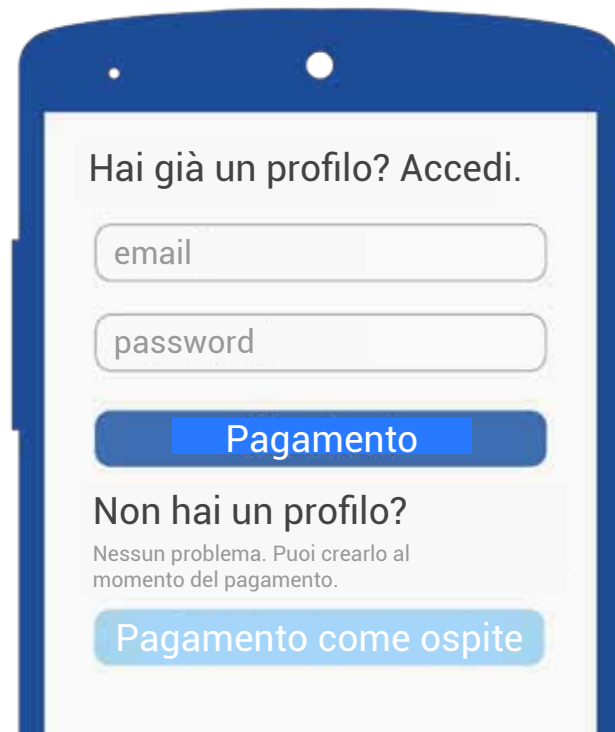 Hai già un profilo? Accedi.
email
password
Pagamento
Non hai un profilo?
Nessun problema. Puoi crearlo al
momento del pagamento.
Pagamento come ospite